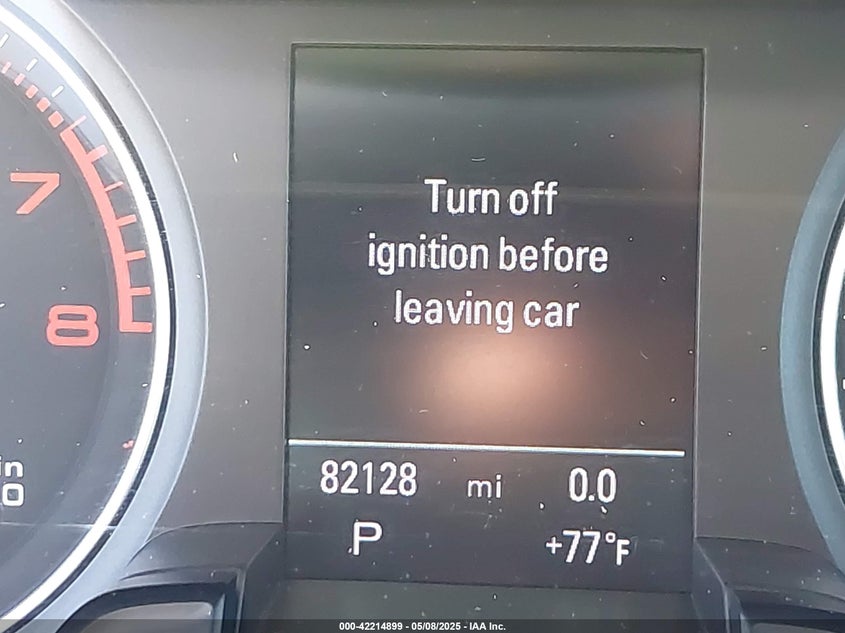 7
8
Turn off
ignition before
leaving car
82128 mi 0.0
P +77°F
000-42214899 - 05/08/2025 - IAA Inc.